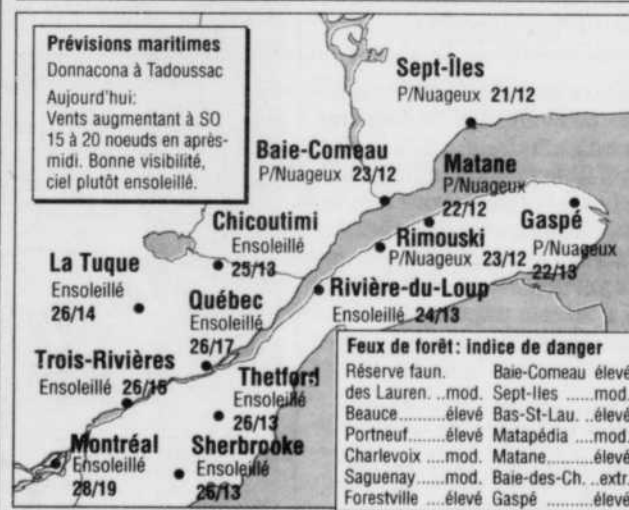 Prévisions maritimes
Donnacona à Tadoussac
Aujourd'hui:
Vents augmentant à SO
15 à 20 noeuds en après-
midi. Bonne visibilité,
ciel plutôt ensoleillé.
Sept-Îles
P/Nuageux 21/12
Baie-Comeau
P/Nuageux 23/12
Matane
P/Nuageux
22/12
Gaspé
P/Nuageux
22/13
Rimouski
P/Nuageux 23/12
Chicoutimi
Ensoleillé
25/13
La Tuque
Ensoleillé
26/14
Québec
Ensoleillé
26/17
Rivière-du-Loup
Ensoleillé 24/13
Trois-Rivières
Ensoleillé 26/16
Thetford
Ensoleillé
26/13
Montréal
Ensoleillé
28/19
Sherbrooke
Ensoleillé
26/13
Feux de forêt: indice de danger
Réserve faun.
des Lauren. ..mod.
Beauce.........élevé
Portneuf.......élevé
Charlevoix ....mod.
Saguenay......mod.
Forestville ....élevé
Baie-Comeau élevé
Sept-Iles ......mod.
Bas-St-Lau. ..élevé
Matapédia ....mod.
Matane.........élevé
Baie-des-Ch. ..extr.
Gaspé ..........élevé